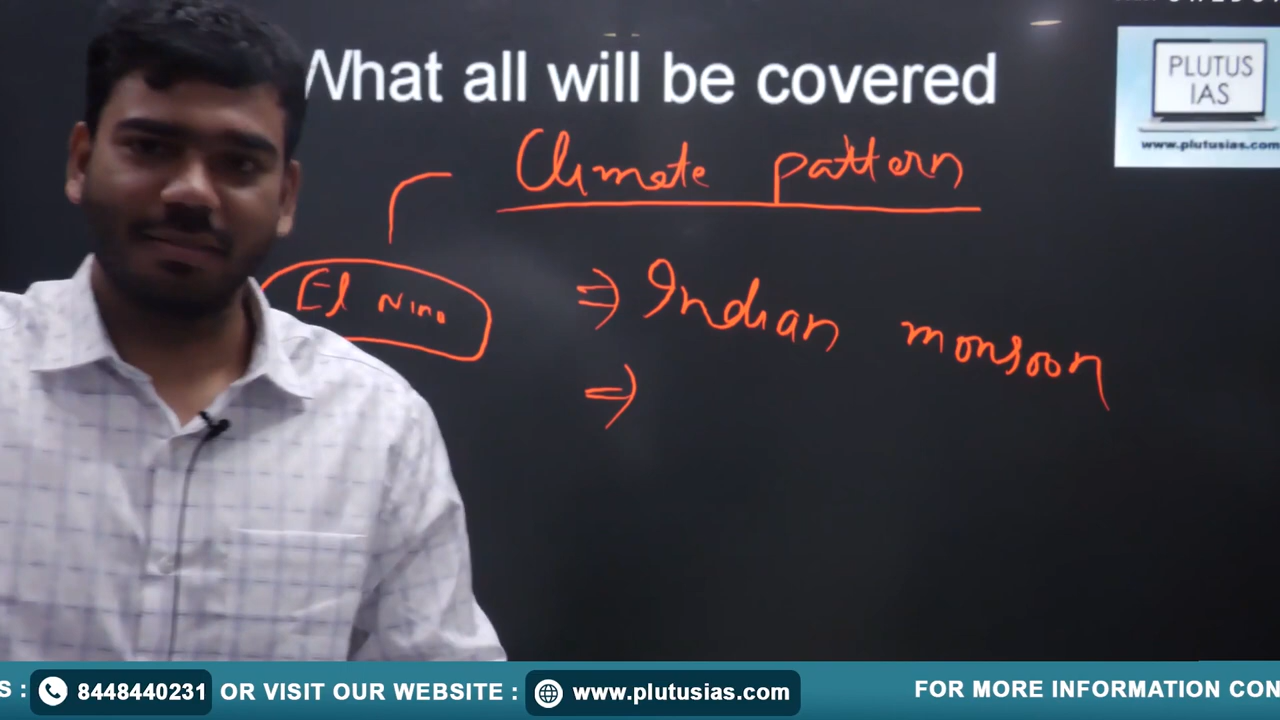 What all will be covered
PLUTUS
IAS
www.plutusias.com
Climate pattern
El Nino
⇒ Indian monsoon
⇒
S : 8448440231 OR VISIT OUR WEBSITE : www.plutusias.com FOR MORE INFORMATION CON